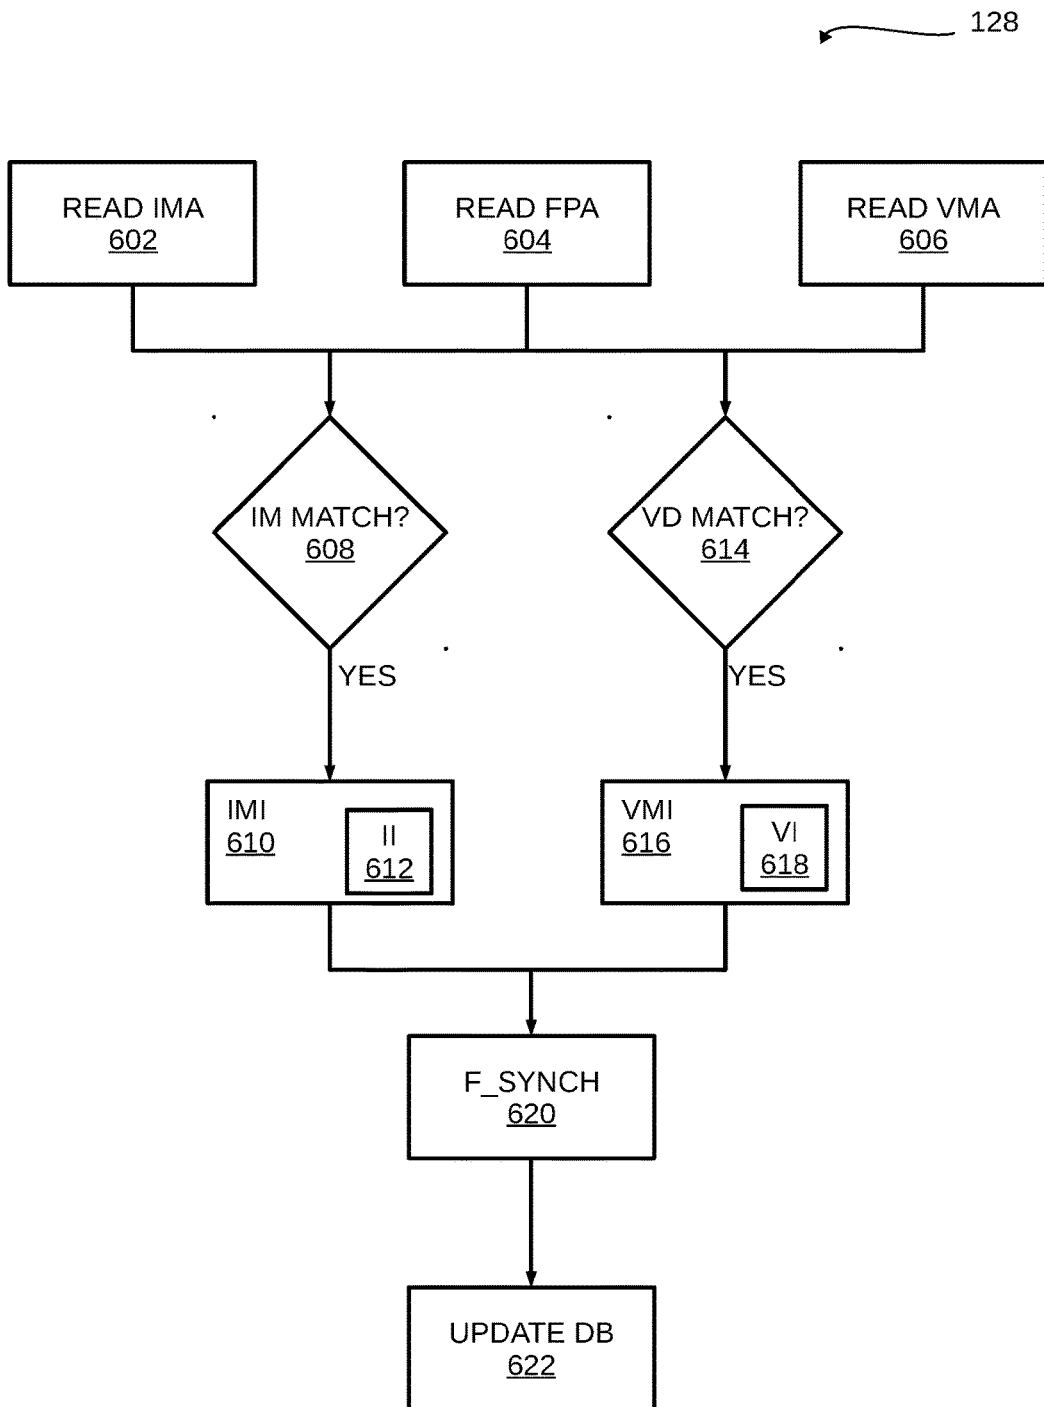 128
READ IMA
602
READ FPA
604
READ VMA
606
IM MATCH?
608
VD MATCH?
614
YES
YES
IMI
610
II
612
VMI
616
VI
618
F_SYNCH
620
UPDATE DB
622